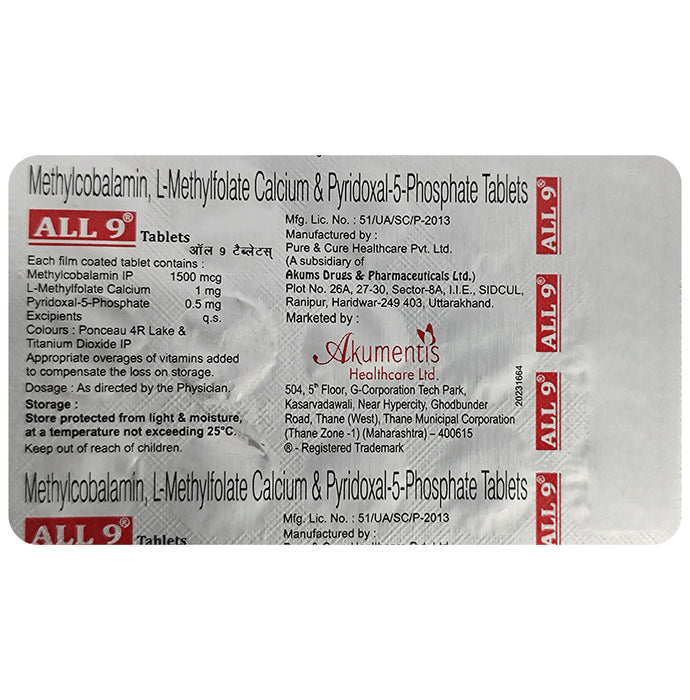 Methylcobalamin, L-Methylfolate Calcium & Pyridoxal-5-Phosphate Tablets
ALL 9® Tablets
ऑल 9 टैब्लेटस्
Each film coated tablet contains :
Methylcobalamin IP 1500 mcg
L-Methylfolate Calcium 1 mg
Pyridoxal-5-Phosphate 0.5 mg
Excipients q.s.
Colours : Ponceau 4R Lake &
Titanium Dioxide IP
Appropriate overages of vitamins added
to compensate the loss on storage.
Dosage : As directed by the Physician.
Storage :
Store protected from light & moisture,
at a temperature not exceeding 25°C.
Keep out of reach of children.
Mfg. Lic. No. : 51/UA/SC/P-2013
Manufactured by :
Pure & Cure Healthcare Pvt. Ltd.
(A subsidiary of
Akums Drugs & Pharmaceuticals Ltd.)
Plot No. 26A, 27-30, Sector-8A, I.I.E., SIDCUL,
Ranipur, Haridwar-249 403, Uttarakhand.
Marketed by :
Akumentis
Healthcare Ltd.
504, 5th Floor, G-Corporation Tech Park,
Kasarvadawali, Near Hypercity, Ghodbunder
Road, Thane (West), Thane Municipal Corporation
(Thane Zone -1) (Maharashtra) – 400615
® - Registered Trademark
20231664
ALL 9®
ALL 9®
ALL 9®
ALL 9®
Methylcobalamin, L-Methylfolate Calcium & Pyridoxal-5-Phosphate Tablets
ALL 9® Tablets
Mfg. Lic. No. : 51/UA/SC/P-2013
Manufactured by :